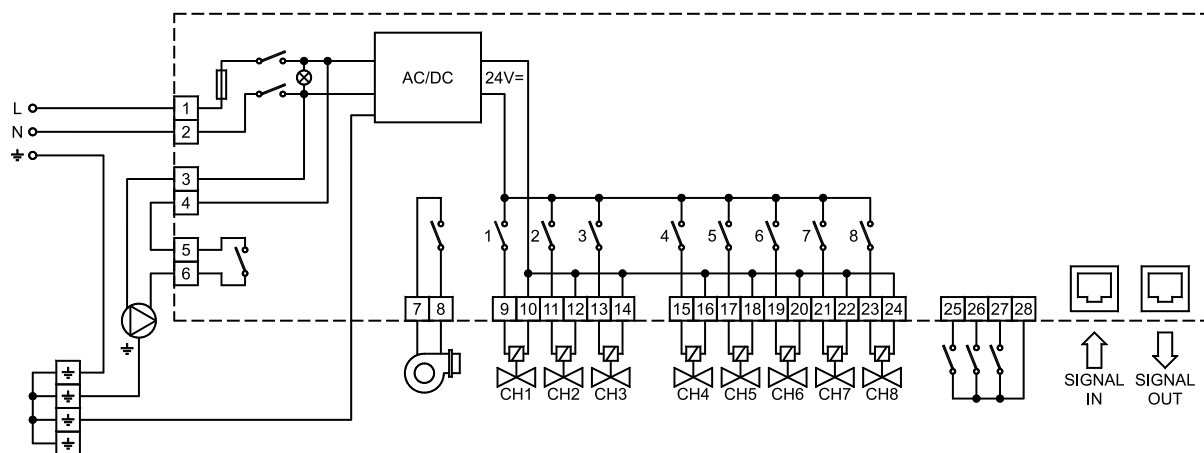 AC/DC
24V=
L
1
N
2
3
4
5
6
1 2 3 4 5 6 7 8
7 8 9 10 11 12 13 14 15 16 17 18 19 20 21 22 23 24 25 26 27 28
CH1 CH2 CH3 CH4 CH5 CH6 CH7 CH8
SIGNAL
IN
SIGNAL
OUT